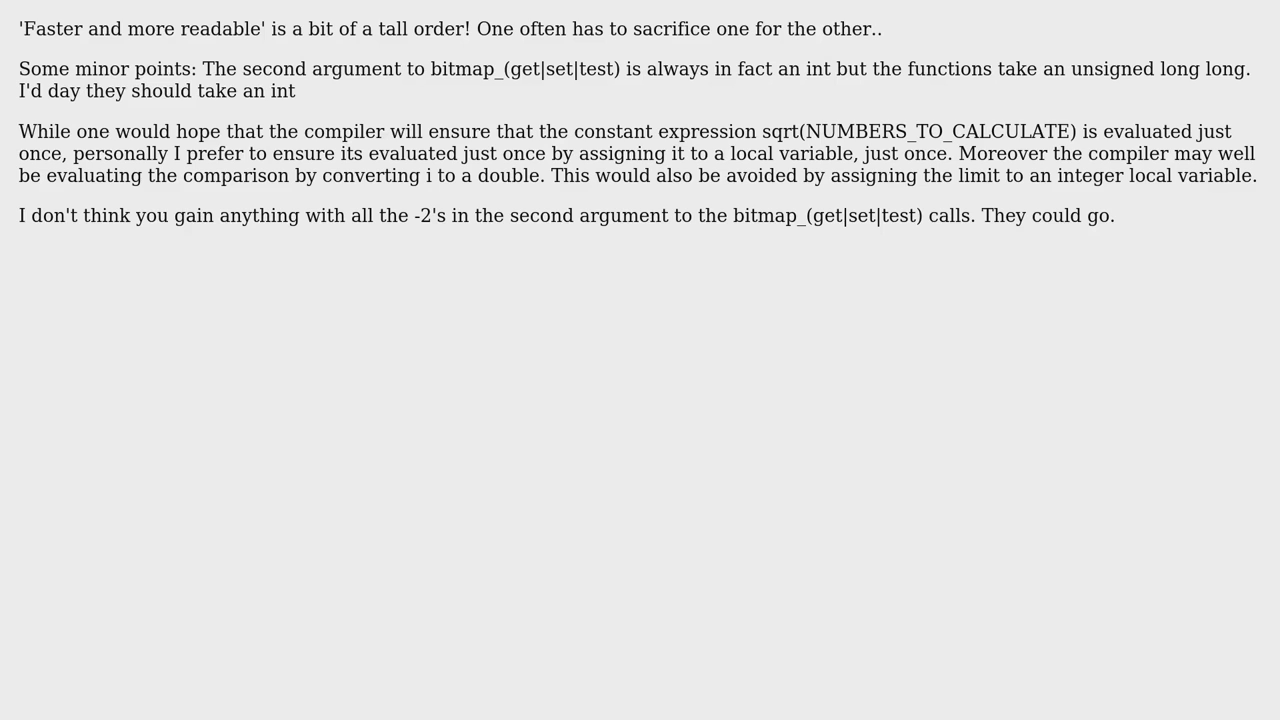 'Faster and more readable' is a bit of a tall order! One often has to sacrifice one for the other..
Some minor points: The second argument to bitmap_(get|set|test) is always in fact an int but the functions take an unsigned long long.
I'd day they should take an int
While one would hope that the compiler will ensure that the constant expression sqrt(NUMBERS_TO_CALCULATE) is evaluated just
once, personally I prefer to ensure its evaluated just once by assigning it to a local variable, just once. Moreover the compiler may well
be evaluating the comparison by converting i to a double. This would also be avoided by assigning the limit to an integer local variable.
I don't think you gain anything with all the -2's in the second argument to the bitmap_(get|set|test) calls. They could go.